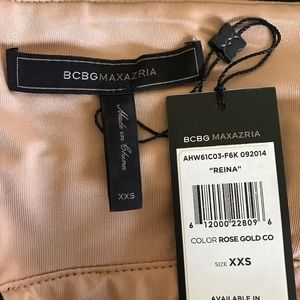 BCBGMAXAZRIA
Made in China
XXS
BCBGMAXAZRIA
AHW61C03-F6K 092014
"REINA"
6 12000 22809 6
COLOR ROSE GOLD CO
SIZE XXS
AVAILABLE IN